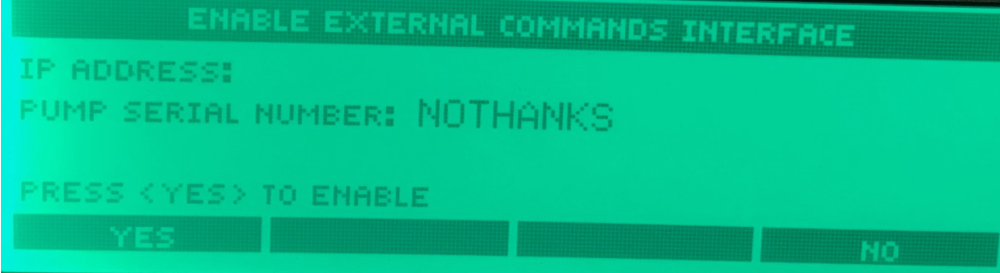 ENABLE EXTERNAL COMMANDS INTERFACE
IP ADDRESS:
PUMP SERIAL NUMBER: NOTHANKS
PRESS <YES> TO ENABLE
YES NO